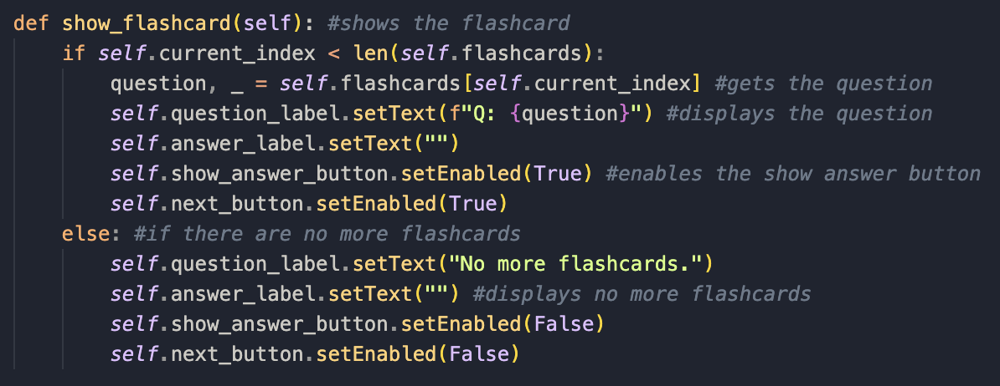 def show_flashcard(self): #shows the flashcard
    if self.current_index < len(self.flashcards):
        question, _ = self.flashcards[self.current_index] #gets the question
        self.question_label.setText(f"Q: {question}") #displays the question
        self.answer_label.setText("")
        self.show_answer_button.setEnabled(True) #enables the show answer button
        self.next_button.setEnabled(True)
    else: #if there are no more flashcards
        self.question_label.setText("No more flashcards.")
        self.answer_label.setText("") #displays no more flashcards
        self.show_answer_button.setEnabled(False)
        self.next_button.setEnabled(False)